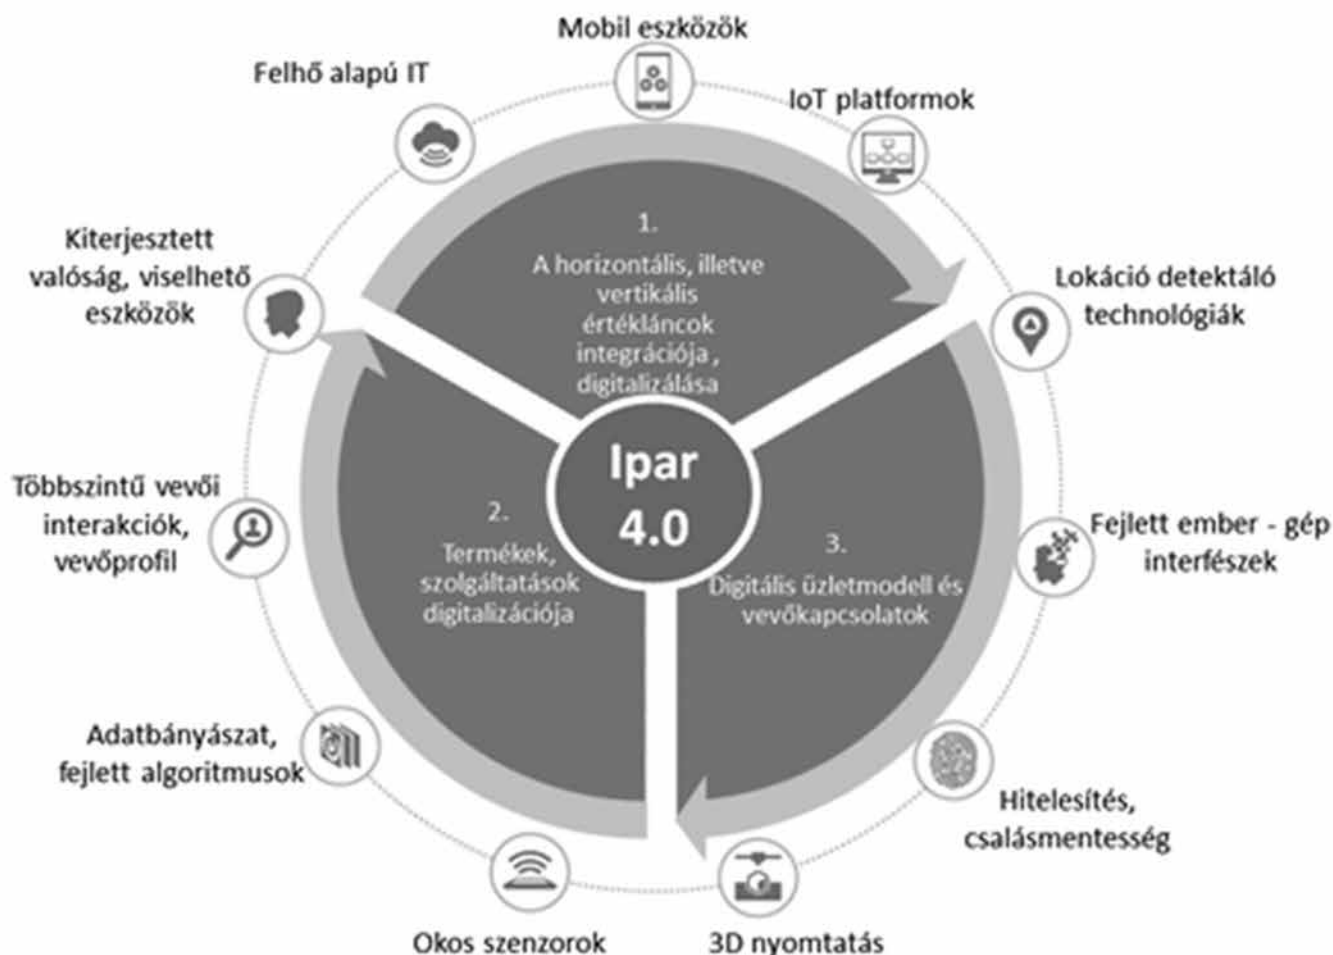 Mobil eszközök
Felhő alapú IT
IoT platformok
Kiterjesztett
valóság, viselhető
eszközök
Lokáció detektáló
technológiák
1.
A horizontális, illetve
vertikális
értékláncok
integrációja ,
digitalizálása
Ipar
4.0
Többszintű vevői
interakciók,
vevőprofil
2.
Termékek,
szolgáltatások
digitalizációja
3.
Digitális üzletmodell és
vevőkapcsolatok
Fejlett ember - gép
interfészek
Adatbányászat,
fejlett algoritmusok
Hitelesítés,
csalásmentesség
Okos szenzorok
3D nyomtatás